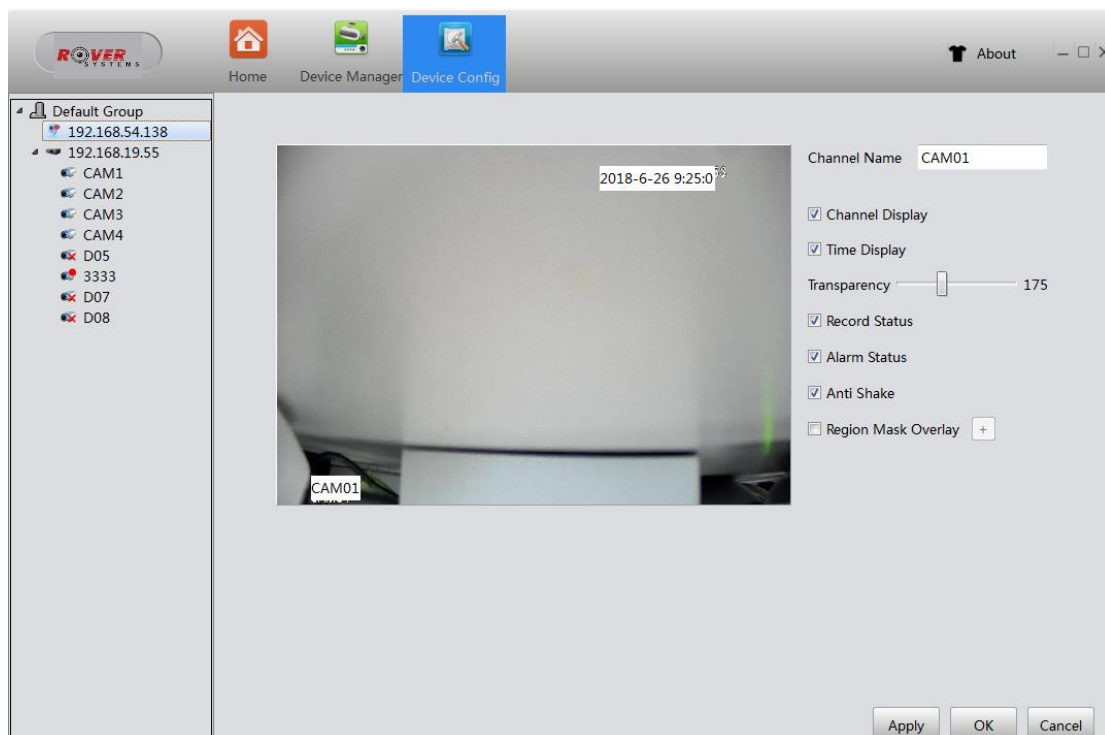 ROVER
SYSTEMS
Home
Device Manager
Device Config
About
Default Group
192.168.54.138
192.168.19.55
CAM1
CAM2
CAM3
CAM4
D05
3333
D07
D08
2018-6-26 9:25:0
CAM01
Channel Name CAM01
Channel Display
Time Display
Transparency 175
Record Status
Alarm Status
Anti Shake
Region Mask Overlay +
Apply OK Cancel